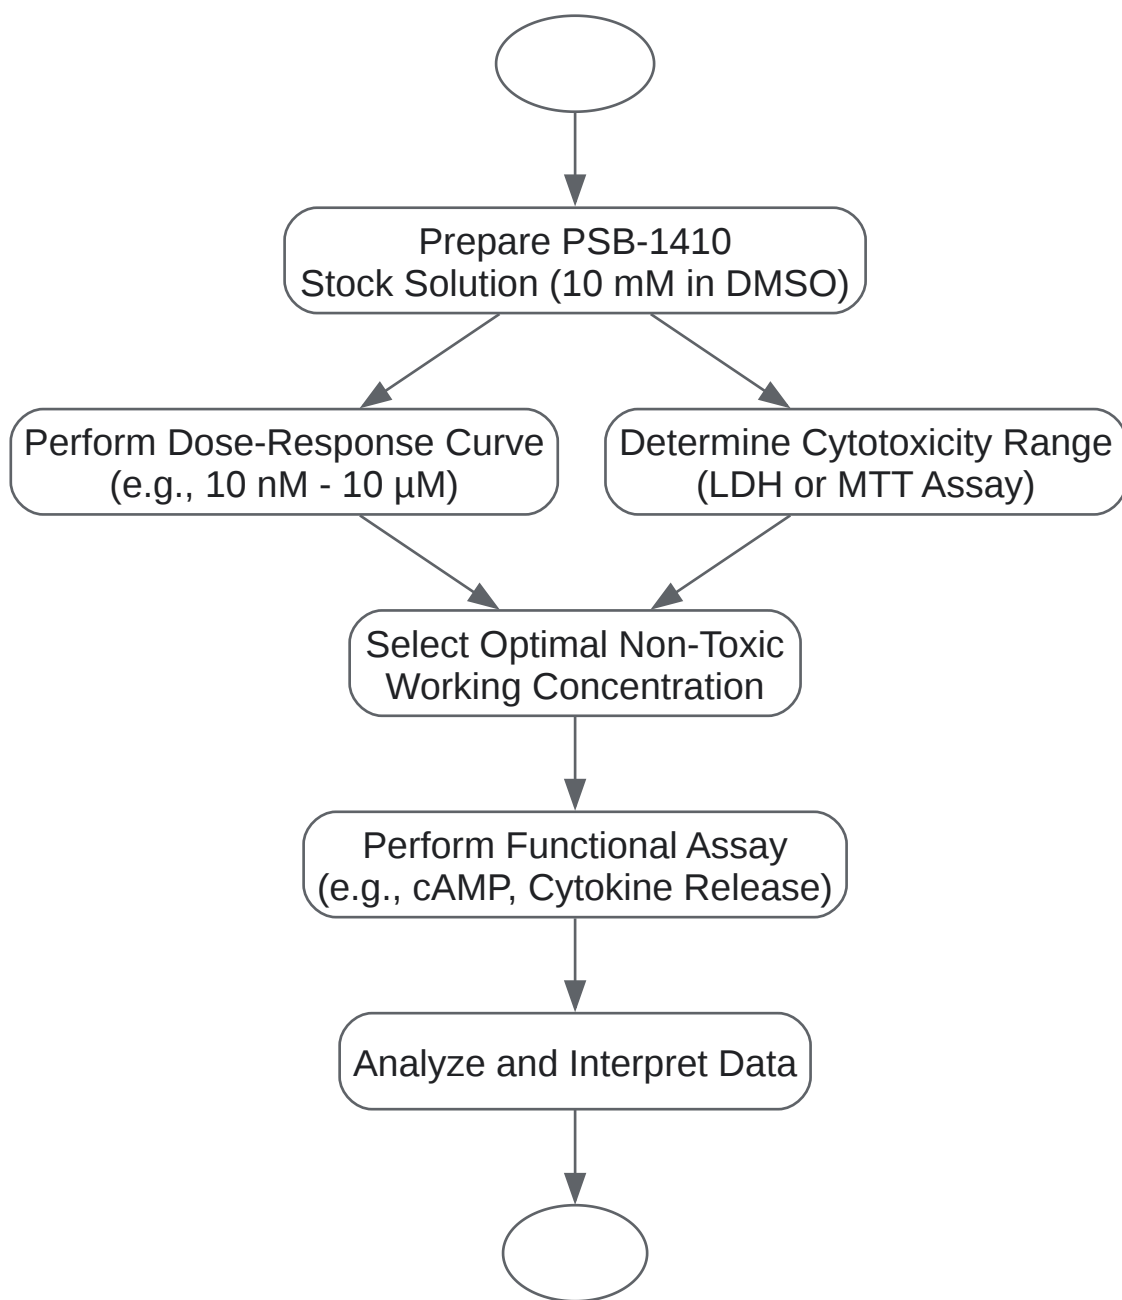 Prepare PSB-1410
Stock Solution (10 mM in DMSO)
Perform Dose-Response Curve
(e.g., 10 nM - 10 µM)
Determine Cytotoxicity Range
(LDH or MTT Assay)
Select Optimal Non-Toxic
Working Concentration
Perform Functional Assay
(e.g., cAMP, Cytokine Release)
Analyze and Interpret Data